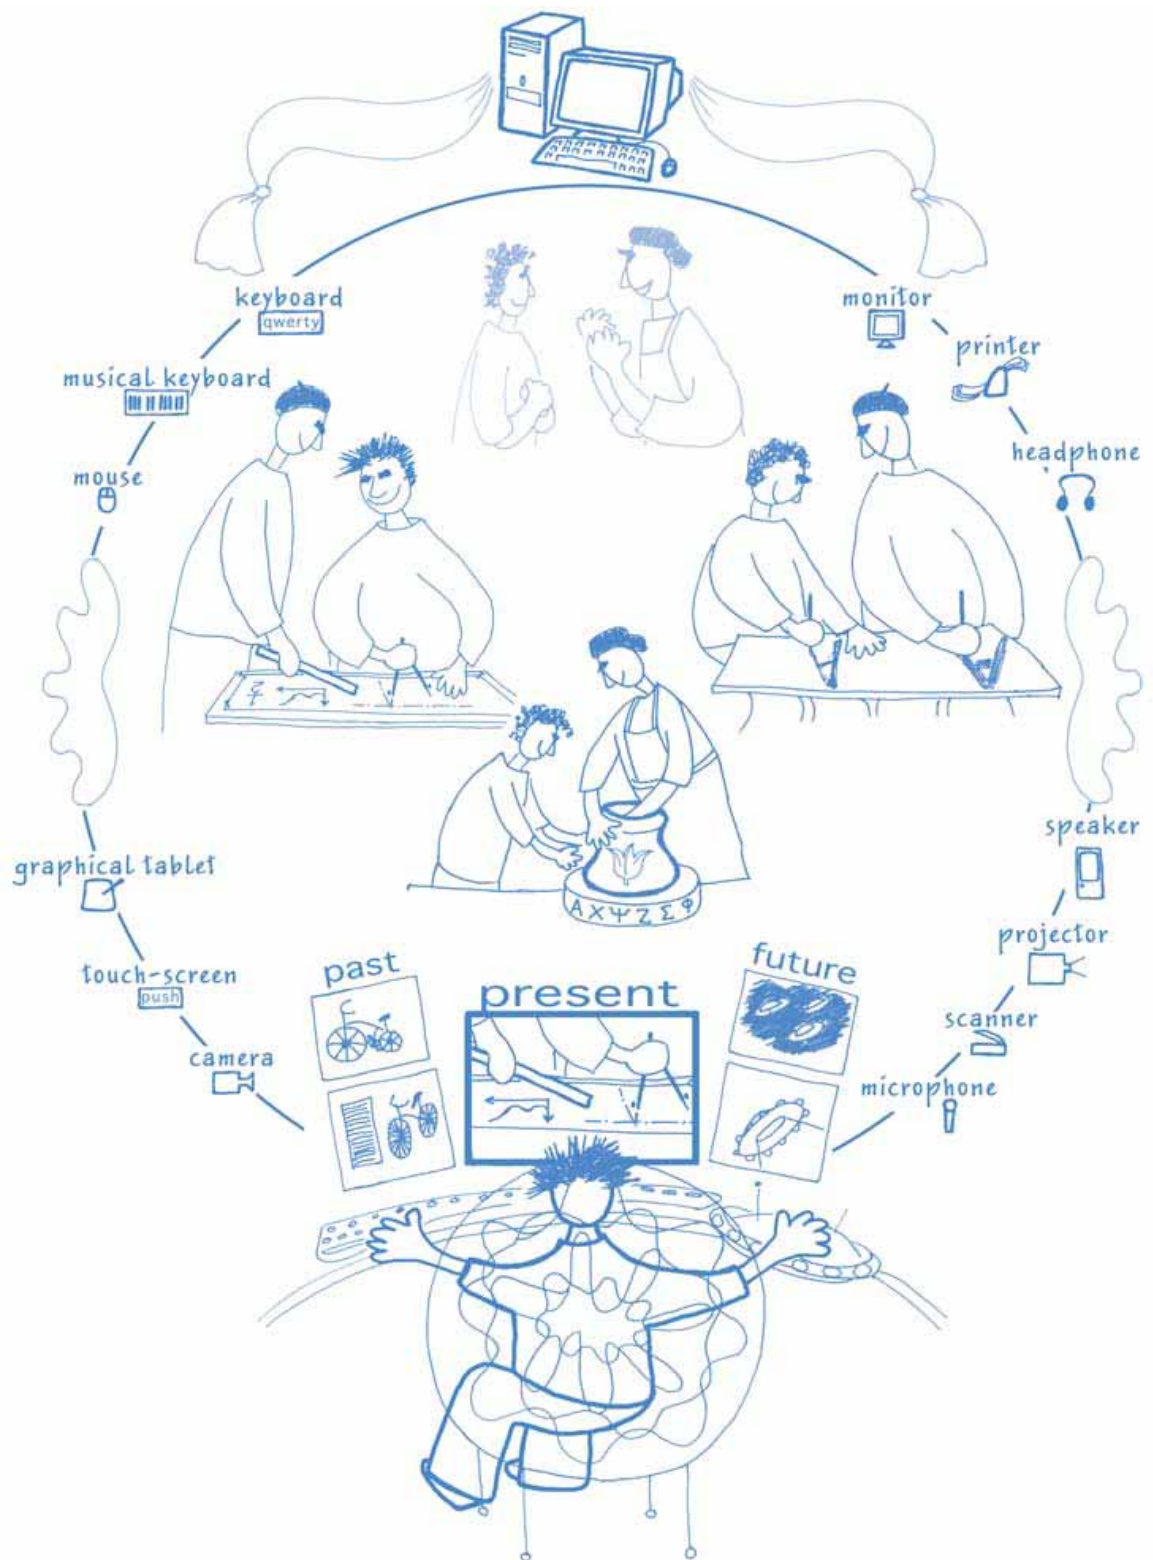 keyboard
qwerty
musical keyboard
mouse
graphical tablet
touch-screen
push
camera
monitor
printer
headphone
speaker
projector
scanner
microphone
ΑΧΨΖΣΦ
past
present
future